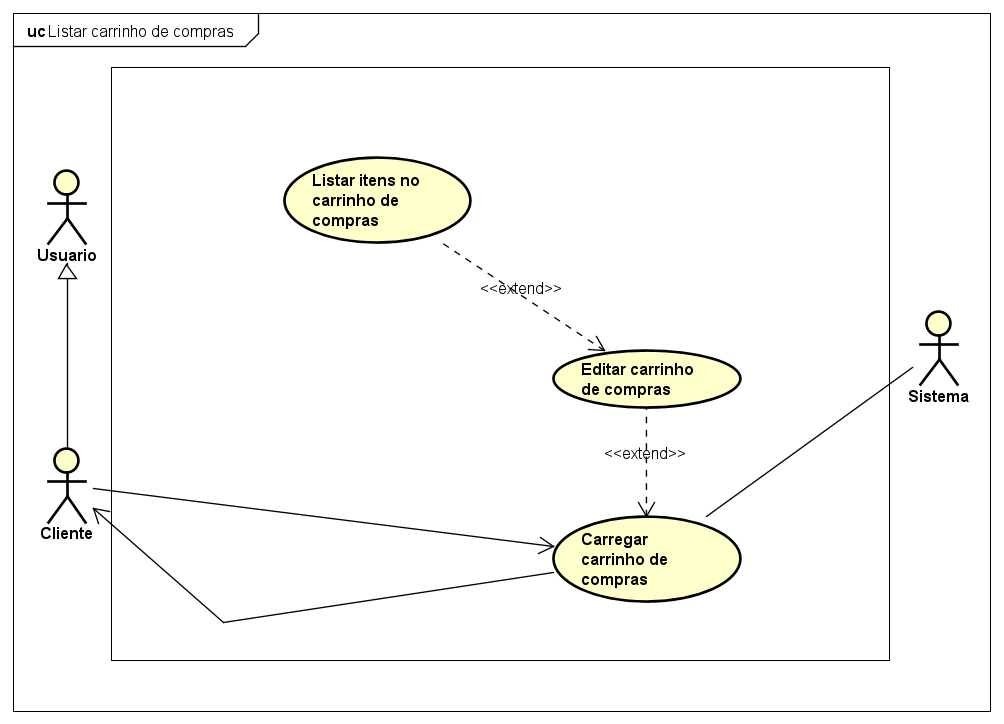 uc Listar carrinho de compras
Listar itens no
carrinho de
compras
Usuario
<<extend>>
Editar carrinho
de compras
Sistema
<<extend>>
Cliente
Carregar
carrinho de
compras